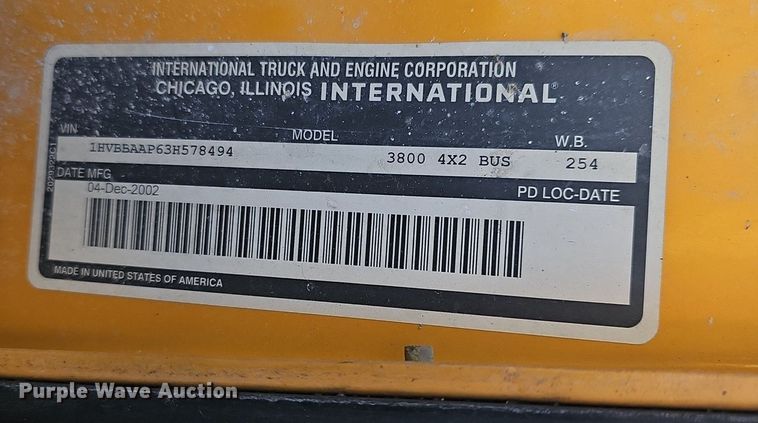 INTERNATIONAL TRUCK AND ENGINE CORPORATION
CHICAGO, ILLINOIS INTERNATIONAL®
VIN MODEL W.B.
1HVBBAAP63H578494 3800 4X2 BUS 254
DATE MFG PD LOC-DATE
04-Dec-2002
MADE IN UNITED STATES OF AMERICA
2029322C1
Purple Wave Auction